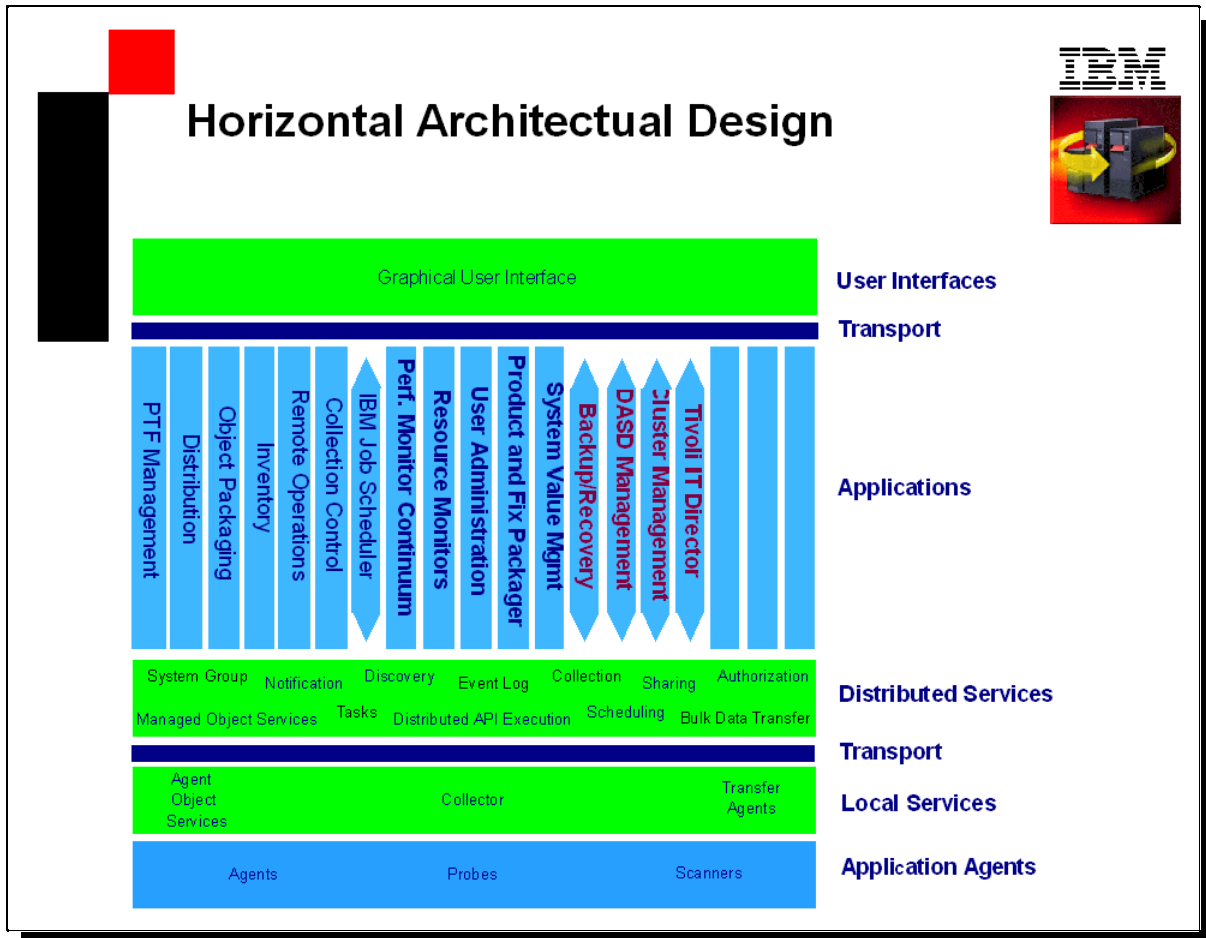 IBM
Horizontal Architectual Design
Graphical User Interface
User Interfaces
Transport
PTF Management
Distribution
Object Packaging
Inventory
Remote Operations
Collection Control
IBM Job Scheduler
Perf. Monitor Continuum
Resource Monitors
User Administration
Product and Fix Packager
System Value Mgmt
Backup/Recovery
DASD Management
Cluster Management
Tivoli IT Director
Applications
System Group
Notification
Discovery
Event Log
Collection
Sharing
Authorization
Managed Object Services
Tasks
Distributed API Execution
Scheduling
Bulk Data Transfer
Distributed Services
Transport
Agent
Object
Services
Collector
Transfer
Agents
Local Services
Agents
Probes
Scanners
Application Agents